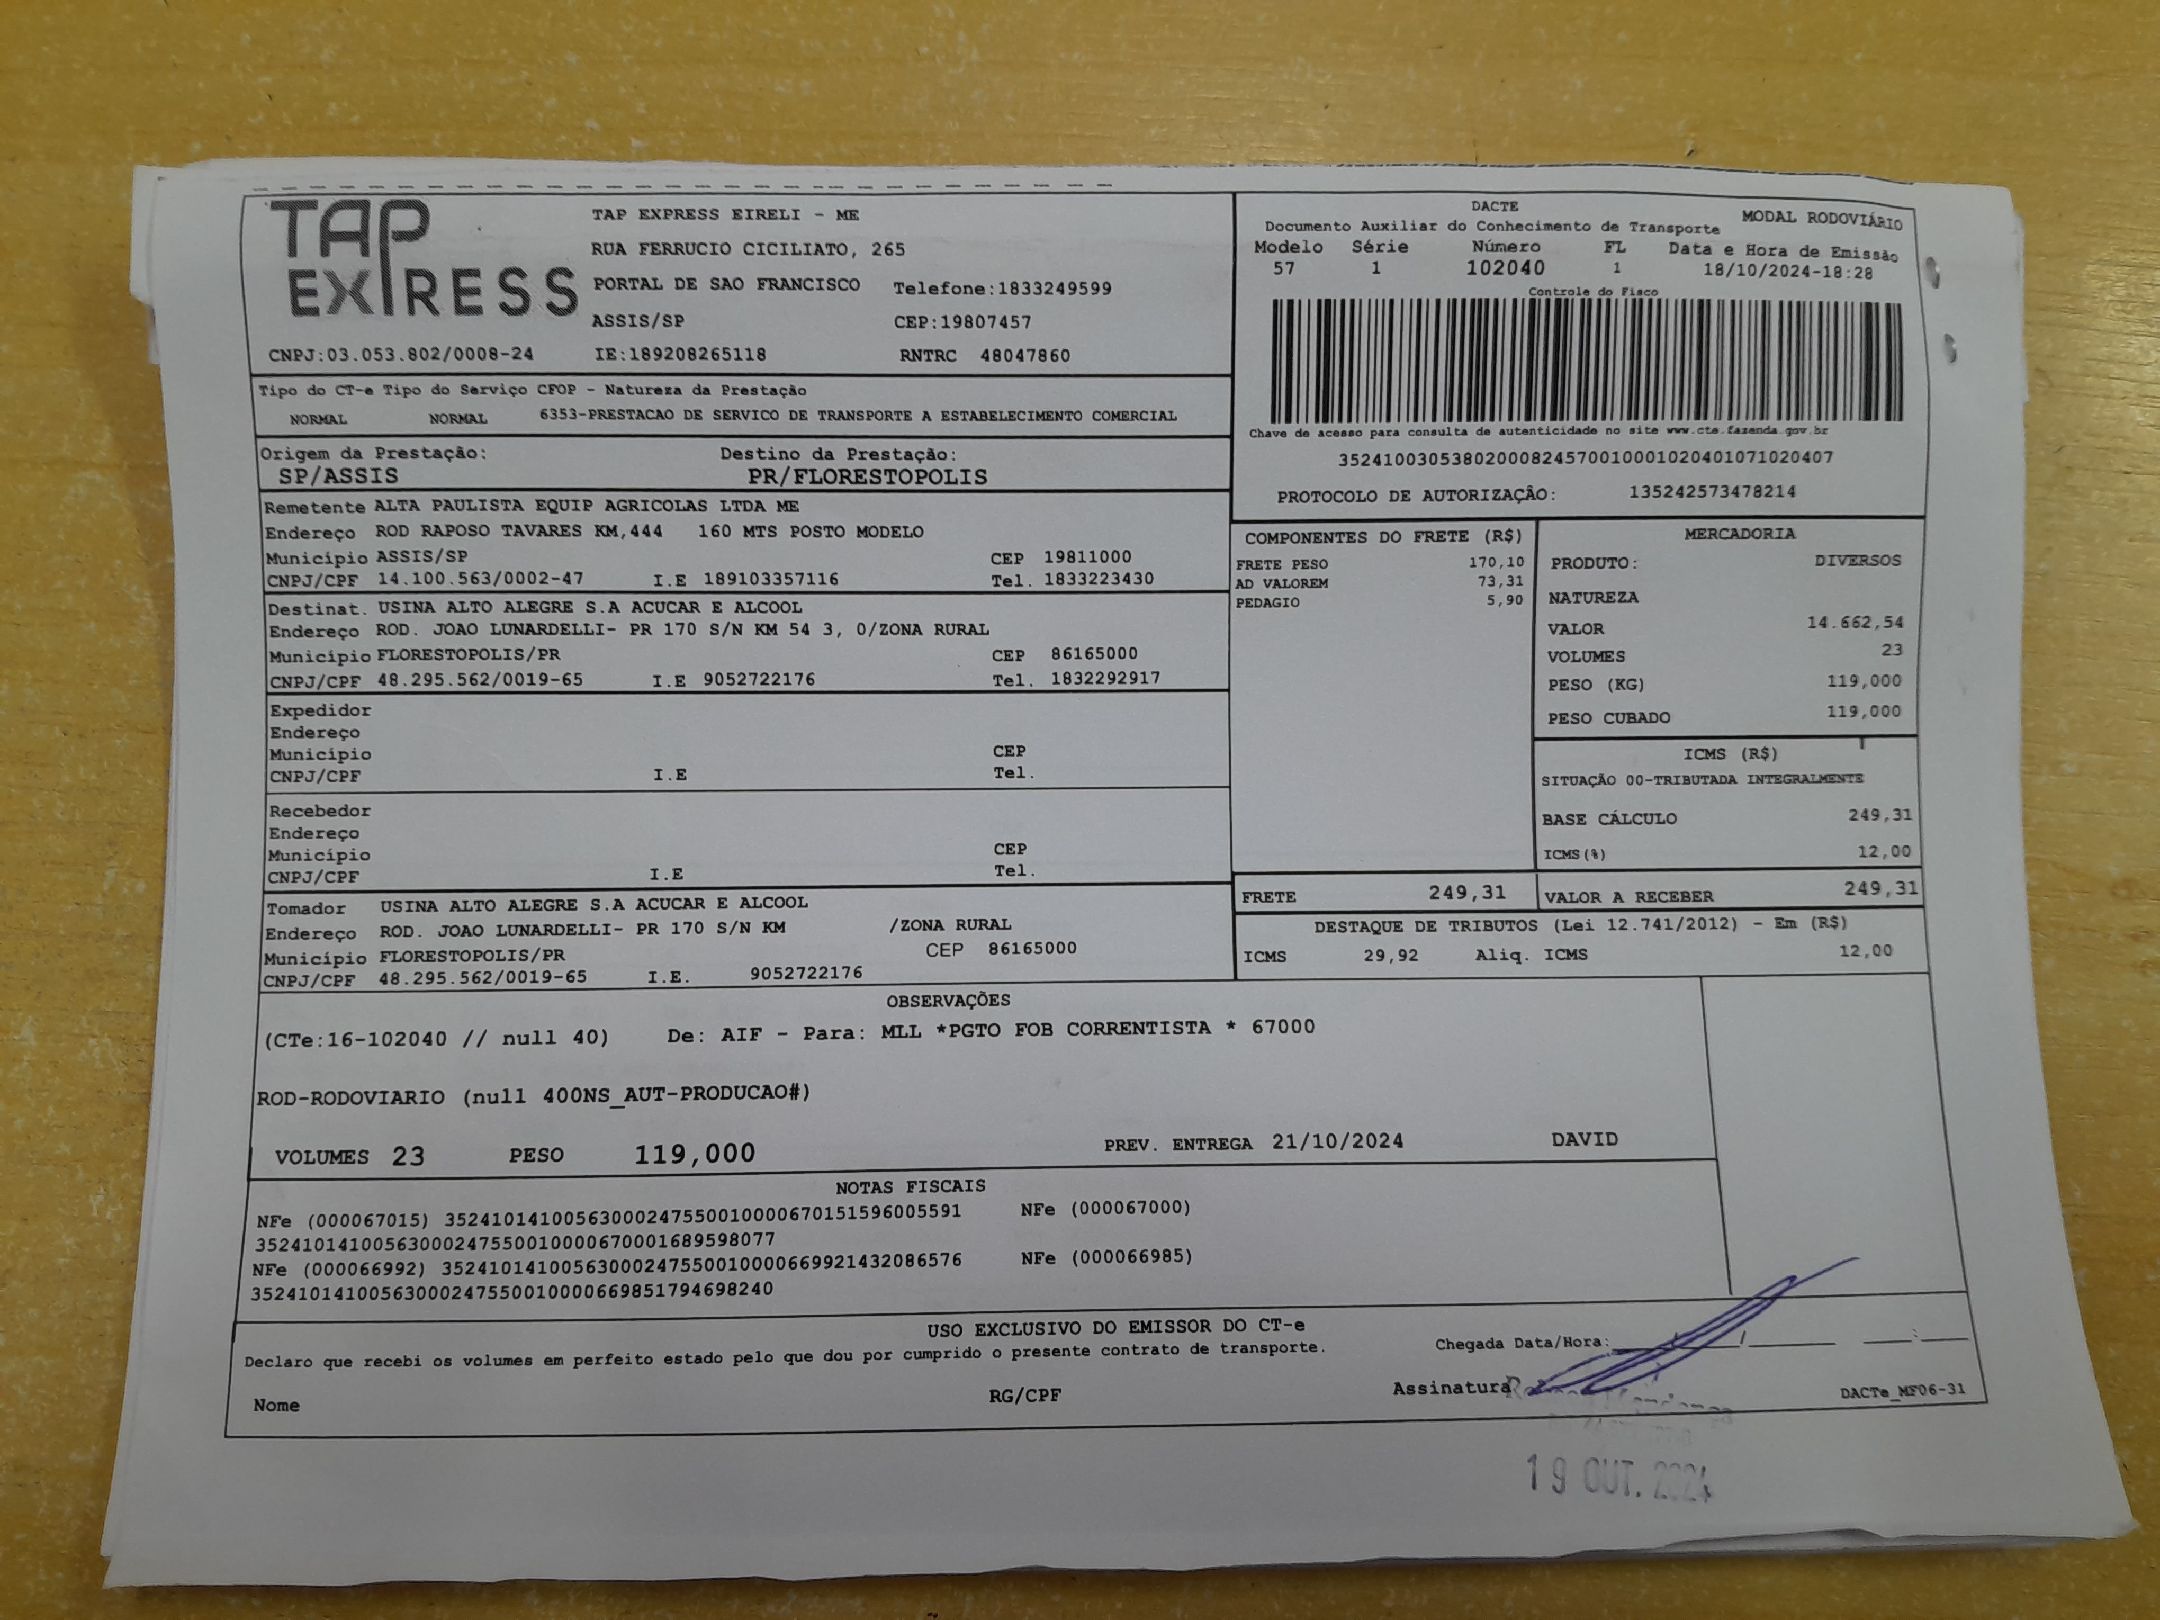 TAP EXPRESS
TAP EXPRESS EIRELI - ME
RUA FERRUCIO CICILIATO, 265
PORTAL DE SAO FRANCISCO Telefone:1833249599
ASSIS/SP CEP:19807457
CNPJ:03.053.802/0008-24 IE:189208265118 RNTRC 48047860
DACTE
Documento Auxiliar do Conhecimento de Transporte MODAL RODOVIÁRIO
Modelo Série Número FL Data e Hora de Emissão
57 1 102040 1 18/10/2024-18:28
Controle do Fisco
Chave de acesso para consulta de autenticidade no site www.cte.fazenda.gov.br
35241003053802000824570010001020401071020407
PROTOCOLO DE AUTORIZAÇÃO: 135242573478214
Tipo do CT-e Tipo do Serviço CFOP - Natureza da Prestação
NORMAL NORMAL 6353-PRESTACAO DE SERVICO DE TRANSPORTE A ESTABELECIMENTO COMERCIAL
Origem da Prestação: Destino da Prestação:
SP/ASSIS PR/FLORESTOPOLIS
Remetente ALTA PAULISTA EQUIP AGRICOLAS LTDA ME
Endereço ROD RAPOSO TAVARES KM,444 160 MTS POSTO MODELO
Município ASSIS/SP CEP 19811000
CNPJ/CPF 14.100.563/0002-47 I.E 189103357116 Tel. 1833223430
Destinat. USINA ALTO ALEGRE S.A ACUCAR E ALCOOL
Endereço ROD. JOAO LUNARDELLI- PR 170 S/N KM 54 3, 0/ZONA RURAL
Município FLORESTOPOLIS/PR CEP 86165000
CNPJ/CPF 48.295.562/0019-65 I.E 9052722176 Tel. 1832292917
Expedidor
Endereço
Município CEP
CNPJ/CPF I.E Tel.
Recebedor
Endereço
Município CEP
CNPJ/CPF I.E Tel.
Tomador USINA ALTO ALEGRE S.A ACUCAR E ALCOOL
Endereço ROD. JOAO LUNARDELLI- PR 170 S/N KM /ZONA RURAL
Município FLORESTOPOLIS/PR CEP 86165000
CNPJ/CPF 48.295.562/0019-65 I.E. 9052722176
COMPONENTES DO FRETE (R$)
FRETE PESO 170,10
AD VALOREM 73,31
PEDAGIO 5,90
MERCADORIA
PRODUTO: DIVERSOS
NATUREZA
VALOR 14.662,54
VOLUMES 23
PESO (KG) 119,000
PESO CUBADO 119,000
ICMS (R$)
SITUAÇÃO 00-TRIBUTADA INTEGRALMENTE
BASE CÁLCULO 249,31
ICMS(%) 12,00
FRETE 249,31 VALOR A RECEBER 249,31
DESTAQUE DE TRIBUTOS (Lei 12.741/2012) - Em (R$)
ICMS 29,92 Aliq. ICMS 12,00
OBSERVAÇÕES
(CTe:16-102040 // null 40) De: AIF - Para: MLL *PGTO FOB CORRENTISTA * 67000
ROD-RODOVIARIO (null 400NS_AUT-PRODUCAO#)
VOLUMES 23 PESO 119,000 PREV. ENTREGA 21/10/2024 DAVID
NOTAS FISCAIS
NFe (000067015) 35241014100563000247550010000670151596005591 NFe (000067000)
35241014100563000247550010000670001689598077
NFe (000066992) 35241014100563000247550010000669921432086576 NFe (000066985)
35241014100563000247550010000669851794698240
USO EXCLUSIVO DO EMISSOR DO CT-e
Declaro que recebi os volumes em perfeito estado pelo que dou por cumprido o presente contrato de transporte. Chegada Data/Hora:
Nome RG/CPF Assinatura DACTe_MF06-31
19 OUT. 2024